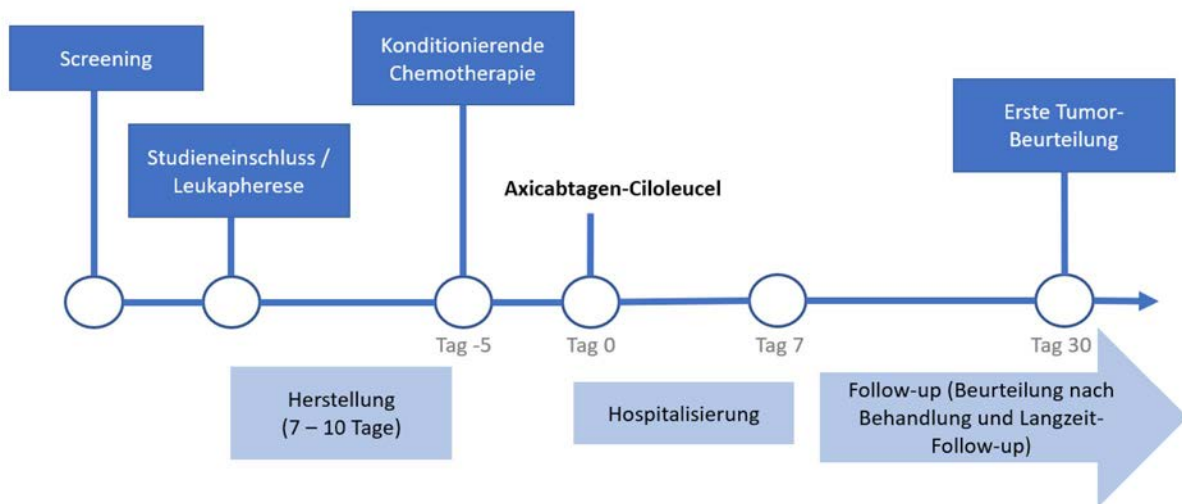 Screening
Studieneinschluss /
Leukapherese
Konditionierende
Chemotherapie
Axicabtagen-Ciloleucel
Erste Tumor-
Beurteilung
Tag -5
Tag 0
Tag 7
Tag 30
Herstellung
(7 – 10 Tage)
Hospitalisierung
Follow-up (Beurteilung nach
Behandlung und Langzeit-
Follow-up)